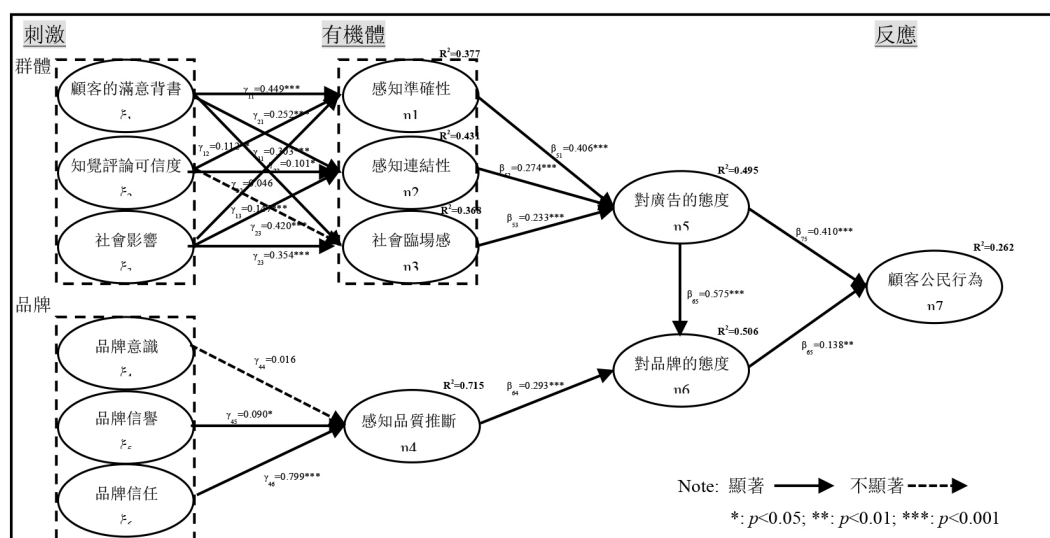 刺激
有機體
反應
群體
顧客的滿意背書
知覺評論可信度
社會影響
品牌
品牌意識
品牌信譽
品牌信任
R²=0.377
感知準確性
η1
R²=0.431
感知連結性
η2
R²=0.368
社會臨場感
η3
R²=0.715
感知品質推斷
η4
R²=0.495
對廣告的態度
η5
R²=0.506
對品牌的態度
η6
R²=0.262
顧客公民行為
η7
γ₁₁=0.449***
γ₂₁=0.252***
γ₂₃=0.420
γ₂₃=0.354***
γ₄₄=0.016
γ₄₅=0.090*
γ₄₆=0.799***
β₅₁=0.406***
β₅₂=0.274***
β₅₃=0.233***
β₆₅=0.575***
β₆₄=0.293***
β₇₅=0.410***
β₆₅=0.138**
Note: 顯著 不顯著
*: p<0.05; **: p<0.01; ***: p<0.001